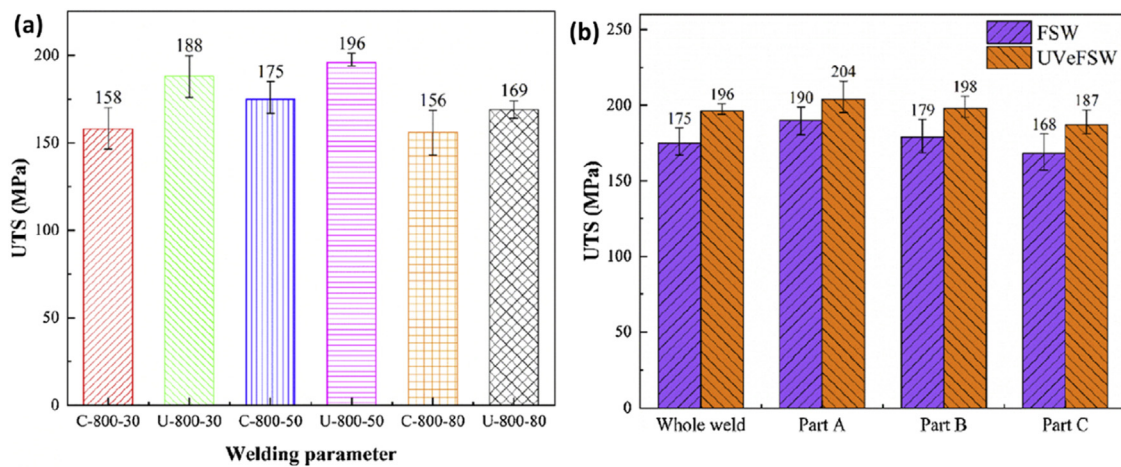 (a)
UTS (MPa)
200
150
100
50
0
158
188
175
196
156
169
C-800-30 U-800-30 C-800-50 U-800-50 C-800-80 U-800-80
Welding parameter
(b)
FSW
UVeFSW
UTS (MPa)
250
200
150
100
50
0
175 196 190 204 179 198 168 187
Whole weld Part A Part B Part C